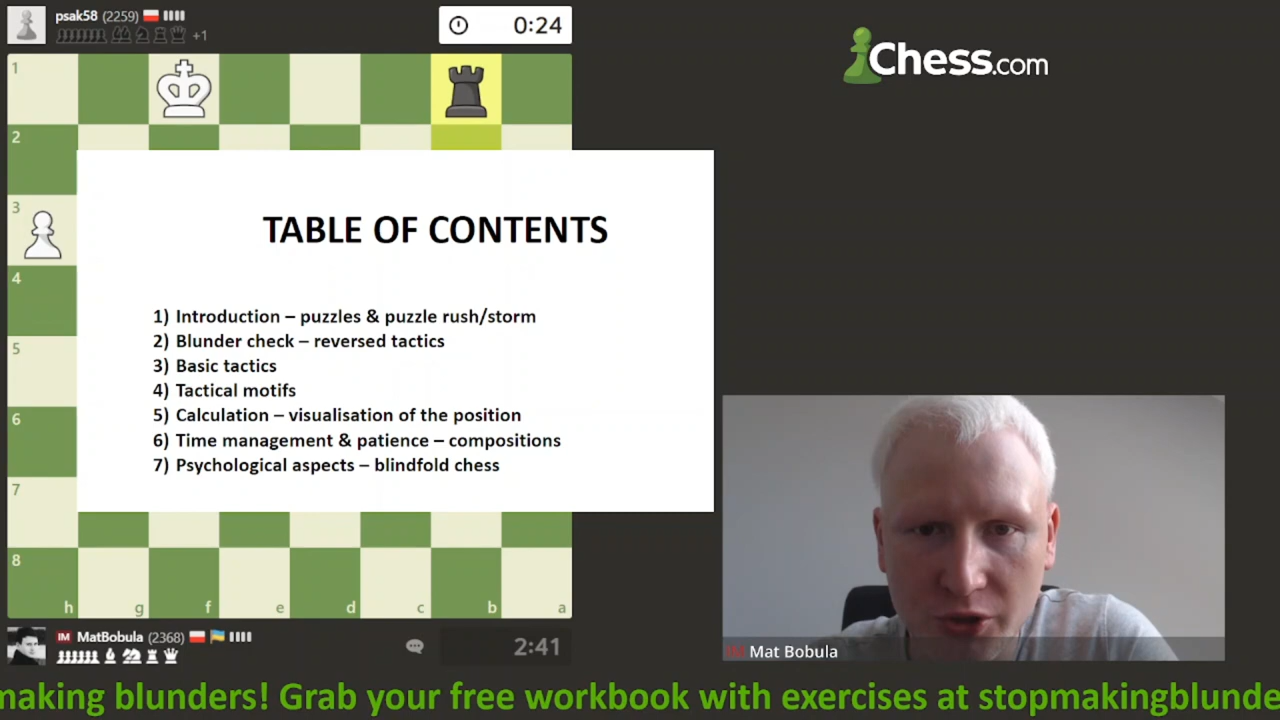 psak58 (2259)
+1
0:24
Chess.com
1
2
3
4
5
6
7
8
TABLE OF CONTENTS
1) Introduction – puzzles & puzzle rush/storm
2) Blunder check – reversed tactics
3) Basic tactics
4) Tactical motifs
5) Calculation – visualisation of the position
6) Time management & patience – compositions
7) Psychological aspects – blindfold chess
h g f e d c b a
IM MatBobula (2368)
2:41
IM Mat Bobula
making blunders! Grab your free workbook with exercises at stopmakingblunde